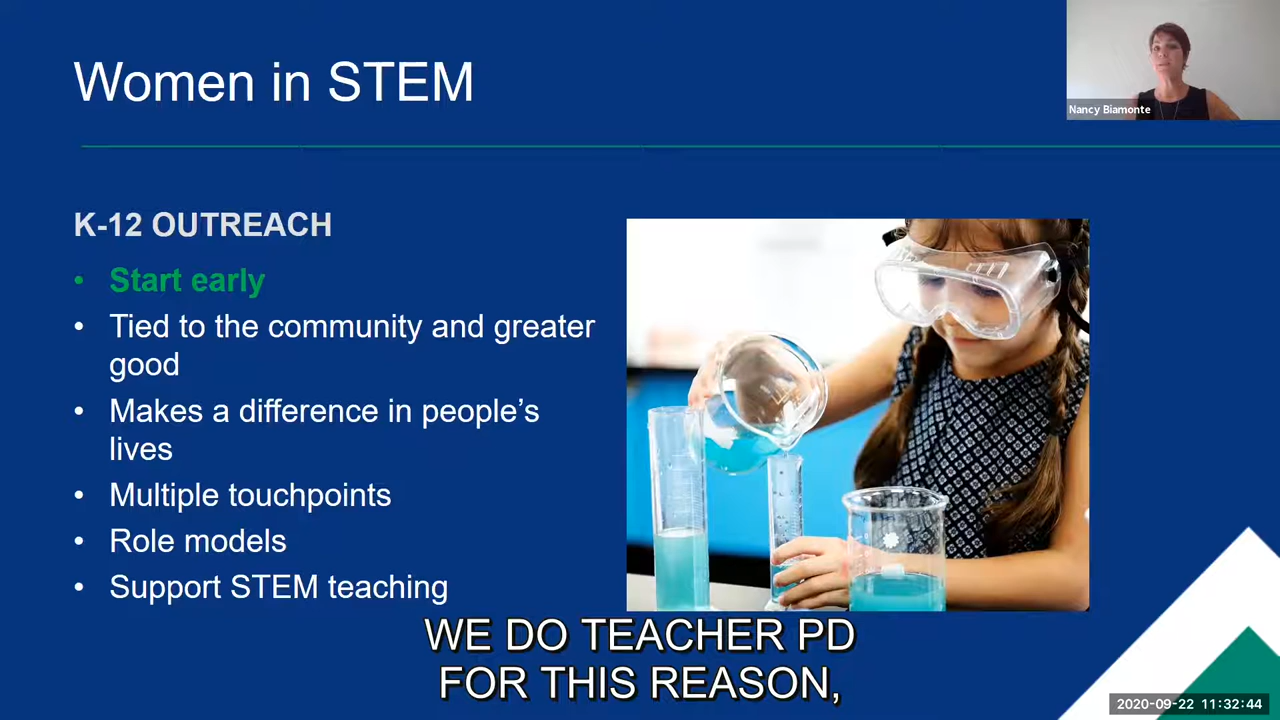 Women in STEM
Nancy Biamonte
K-12 OUTREACH
• Start early
• Tied to the community and greater
good
• Makes a difference in people’s
lives
• Multiple touchpoints
• Role models
• Support STEM teaching
WE DO TEACHER PD
FOR THIS REASON,
2020-09-22 11:32:44